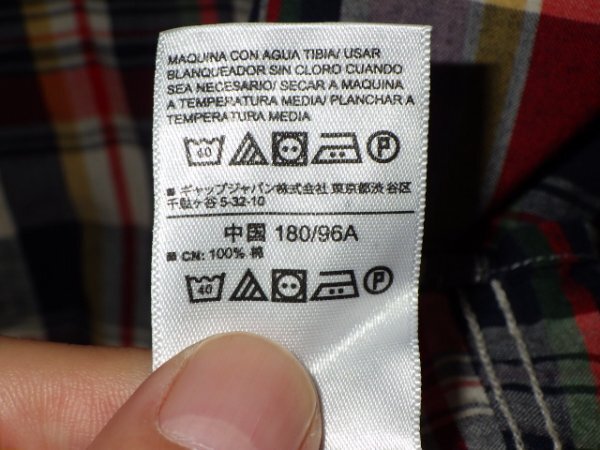 MAQUINA CON AGUA TIBIA/ USAR
BLANQUEADOR SIN CLORO CUANDO
SEA NECESARIO/ SECAR A MAQUINA
A TEMPERATURA MEDIA/ PLANCHAR A
TEMPERATURA MEDIA
40 P
■ ギャップジャパン株式会社 東京都渋谷区
千駄ヶ谷 5-32-10
中国 180/96A
■ CN: 100% 棉
40 P